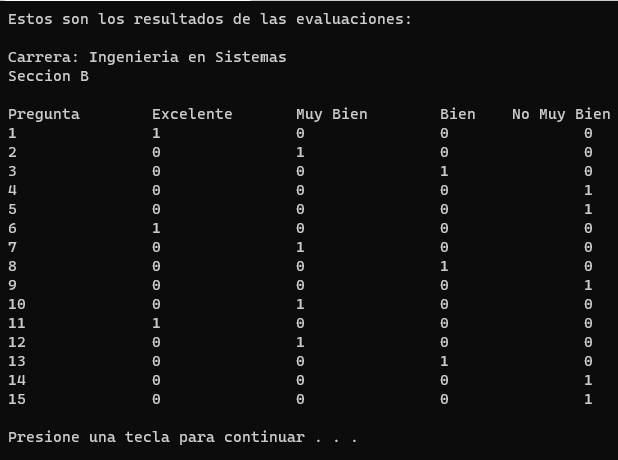 Estos son los resultados de las evaluaciones:
Carrera: Ingenieria en Sistemas
Seccion B
Pregunta Excelente Muy Bien Bien No Muy Bien
1 1 0 0 0
2 0 1 0 0
3 0 0 1 0
4 0 0 0 1
5 0 0 0 1
6 1 0 0 0
7 0 1 0 0
8 0 0 1 0
9 0 0 0 1
10 0 1 0 0
11 1 0 0 0
12 0 1 0 0
13 0 0 1 0
14 0 0 0 1
15 0 0 0 1
Presione una tecla para continuar . . .